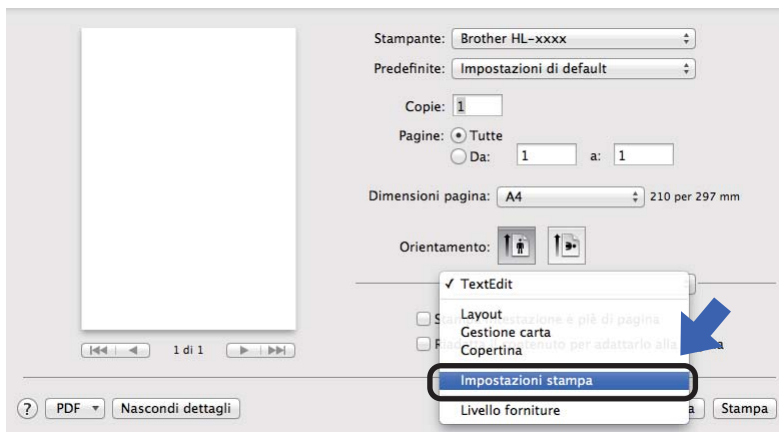 Stampante: Brother HL-xxxx
Predefinite: Impostazioni di default
Copie: 1
Pagine: Tutte
Da: 1 a: 1
Dimensioni pagina: A4 210 per 297 mm
Orientamento:
✓ TextEdit
Layout
Gestione carta
Copertina
Impostazioni stampa
Livello forniture
1 di 1
? PDF Nascondi dettagli Stampa